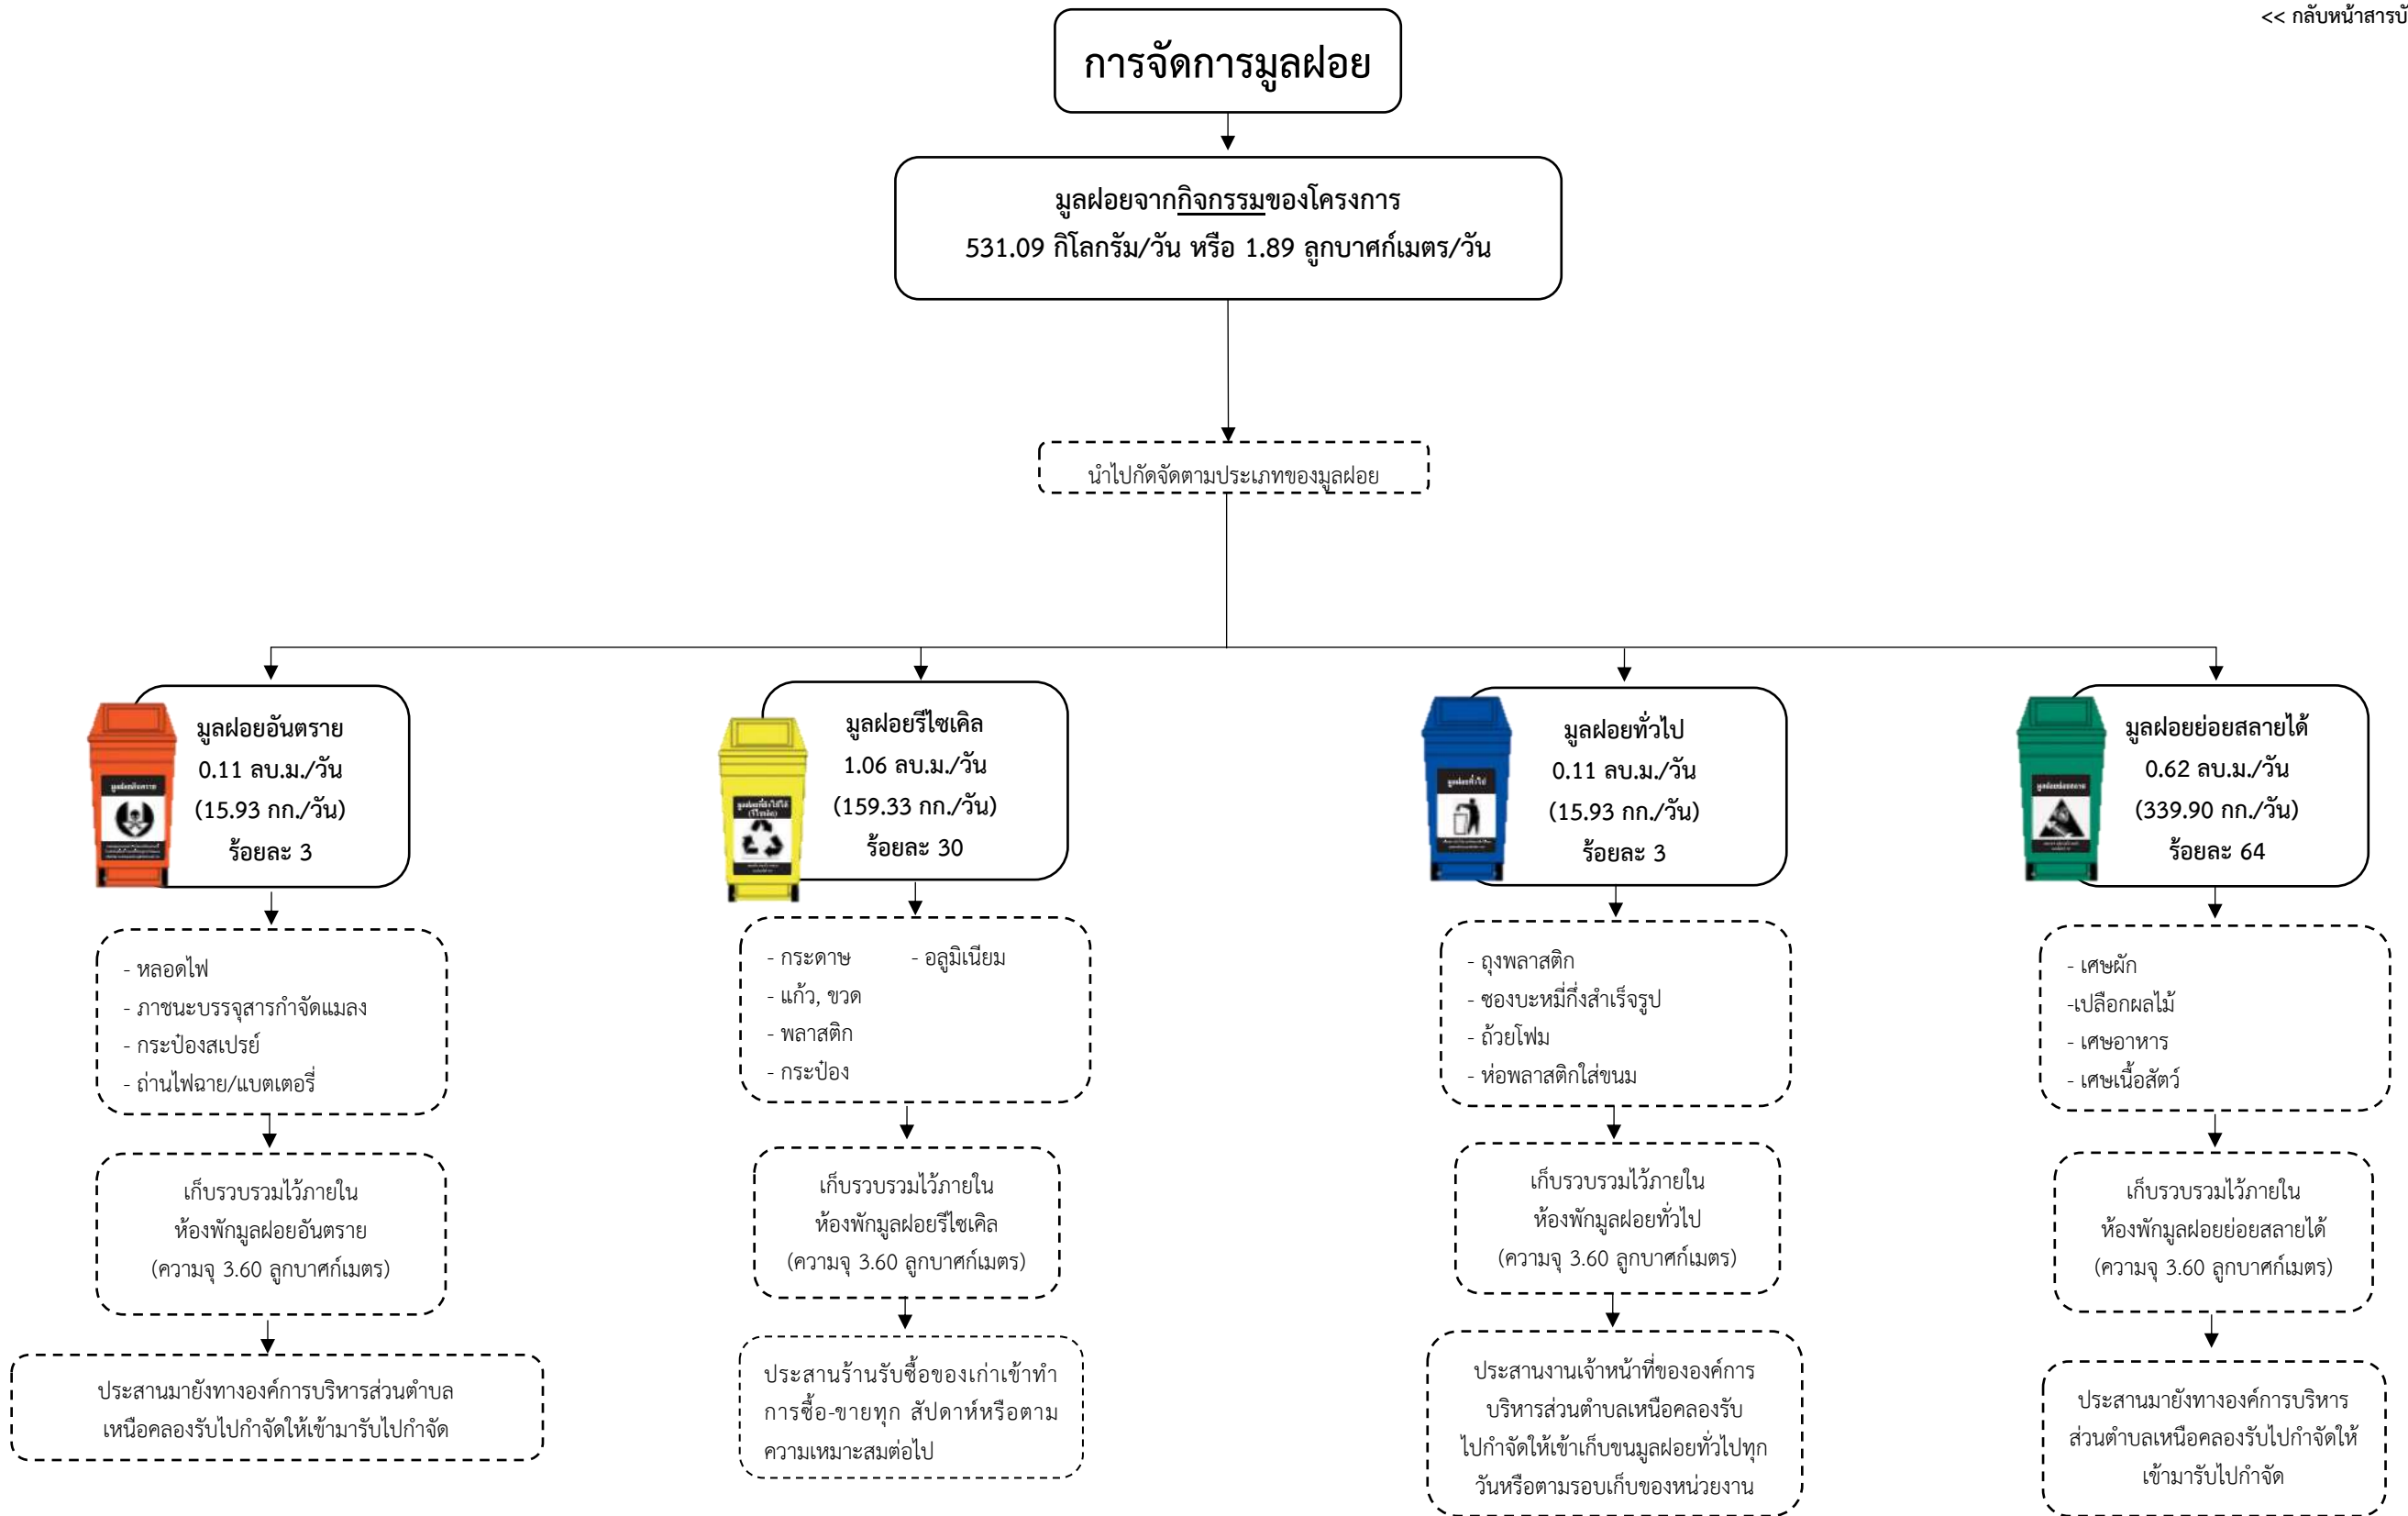 << กลับหน้าสารบั
การจัดการมูลฝอย
มูลฝอยจากกิจกรรมของโครงการ
531.09 กิโลกรัม/วัน หรือ 1.89 ลูกบาศก์เมตร/วัน
นำไปกัดจัดตามประเภทของมูลฝอย
มูลฝอยอันตราย
0.11 ลบ.ม./วัน
(15.93 กก./วัน)
ร้อยละ 3
มูลฝอยอันตราย
- หลอดไฟ
- ภาชนะบรรจุสารกำจัดแมลง
- กระป๋องสเปรย์
- ถ่านไฟฉาย/แบตเตอรี่
เก็บรวบรวมไว้ภายใน
ห้องพักมูลฝอยอันตราย
(ความจุ 3.60 ลูกบาศก์เมตร)
ประสานมายังทางองค์การบริหารส่วนตำบล
เหนือคลองรับไปกำจัดให้เข้ามารับไปกำจัด
มูลฝอยรีไซเคิล
1.06 ลบ.ม./วัน
(159.33 กก./วัน)
ร้อยละ 30
(รีไซเคิล)
- กระดาษ - อลูมิเนียม
- แก้ว, ขวด
- พลาสติก
- กระป๋อง
เก็บรวบรวมไว้ภายใน
ห้องพักมูลฝอยรีไซเคิล
(ความจุ 3.60 ลูกบาศก์เมตร)
ประสานร้านรับซื้อของเก่าเข้าทำ
การซื้อ-ขายทุก สัปดาห์หรือตาม
ความเหมาะสมต่อไป
มูลฝอยทั่วไป
0.11 ลบ.ม./วัน
(15.93 กก./วัน)
ร้อยละ 3
มูลฝอยทั่วไป
- ถุงพลาสติก
- ซองบะหมี่กึ่งสำเร็จรูป
- ถ้วยโฟม
- ห่อพลาสติกใส่ขนม
เก็บรวบรวมไว้ภายใน
ห้องพักมูลฝอยทั่วไป
(ความจุ 3.60 ลูกบาศก์เมตร)
ประสานงานเจ้าหน้าที่ขององค์การ
บริหารส่วนตำบลเหนือคลองรับ
ไปกำจัดให้เข้าเก็บขนมูลฝอยทั่วไปทุก
วันหรือตามรอบเก็บของหน่วยงาน
มูลฝอยย่อยสลายได้
0.62 ลบ.ม./วัน
(339.90 กก./วัน)
ร้อยละ 64
มูลฝอยย่อยสลาย
- เศษผัก
-เปลือกผลไม้
- เศษอาหาร
- เศษเนื้อสัตว์
เก็บรวบรวมไว้ภายใน
ห้องพักมูลฝอยย่อยสลายได้
(ความจุ 3.60 ลูกบาศก์เมตร)
ประสานมายังทางองค์การบริหาร
ส่วนตำบลเหนือคลองรับไปกำจัดให้
เข้ามารับไปกำจัด